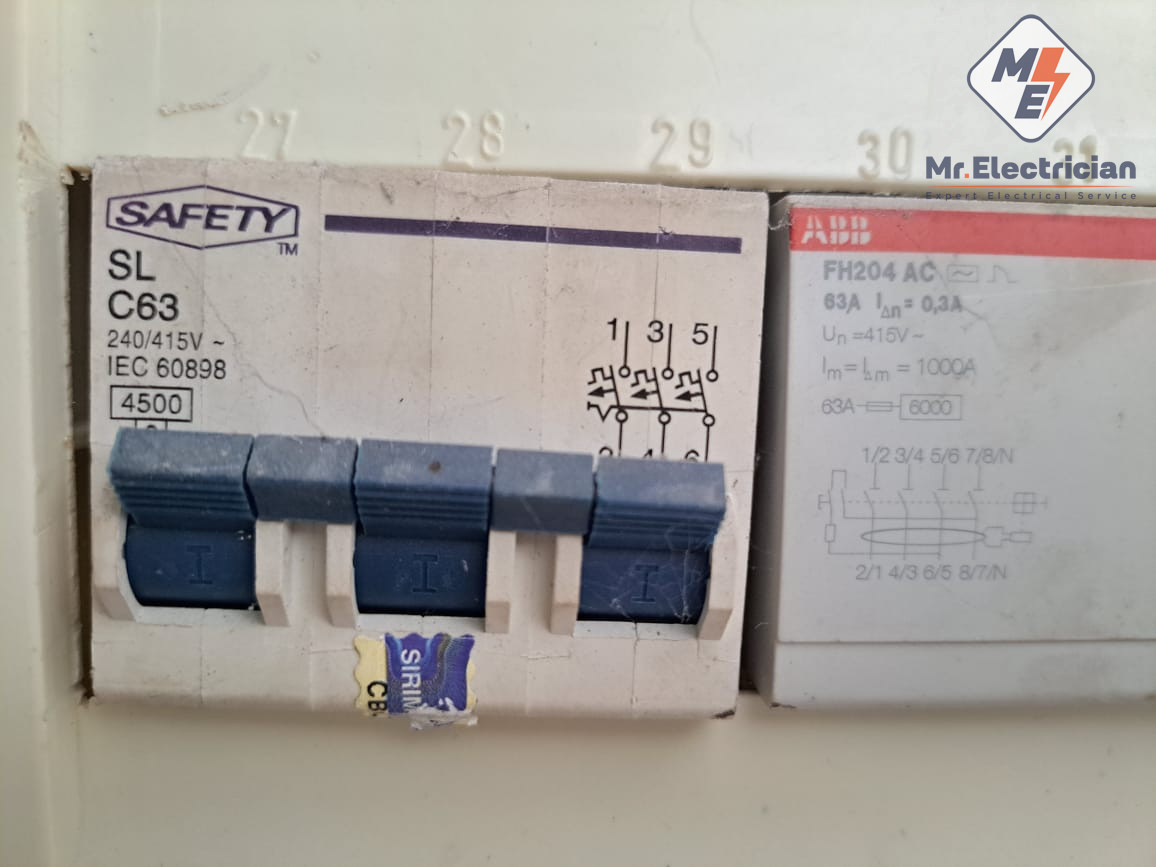 27 28 29 30
Mr.Electrician
Expert Electrical Service
SAFETY
TM
SL
C63
240/415V ~
IEC 60898
4500
1 3 5
I I I
SIRIM
ABB
FH204 AC
63A IΔn = 0,3A
Un =415V~
Im= IΔm = 1000A
63A 6000
1/2 3/4 5/6 7/8/N
2/1 4/3 6/5 8/7/N